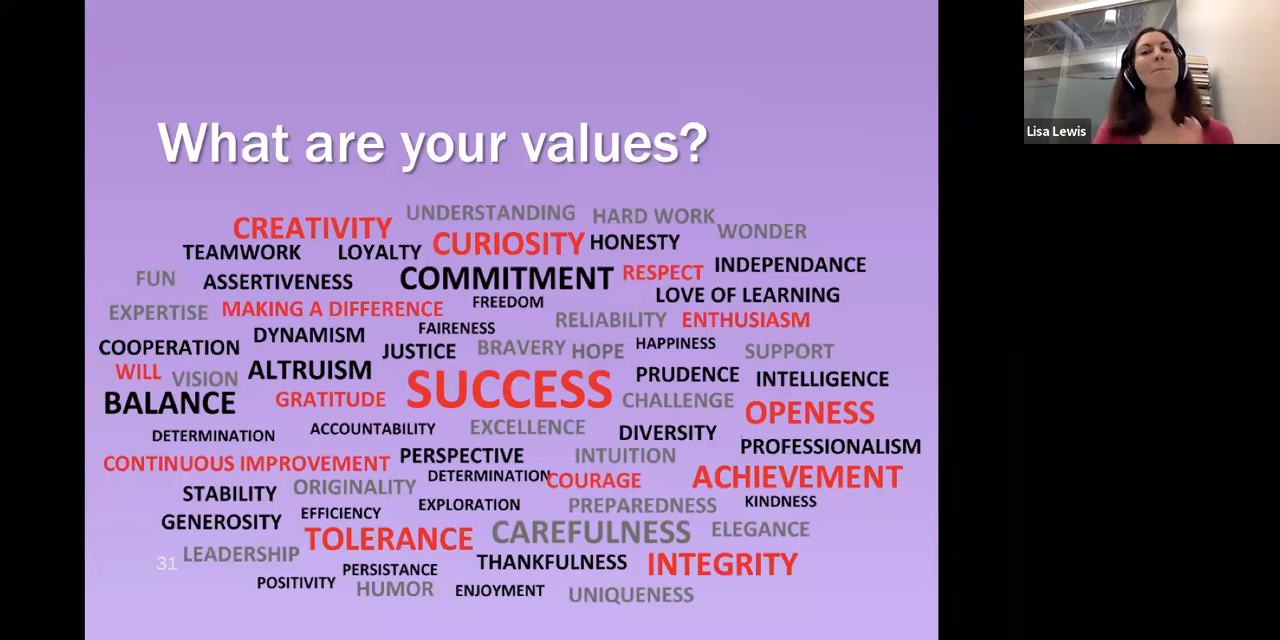 What are your values?
UNDERSTANDING HARD WORK
CREATIVITY CURIOSITY HONESTY WONDER
TEAMWORK LOYALTY
FUN ASSERTIVENESS COMMITMENT RESPECT INDEPENDANCE
EXPERTISE MAKING A DIFFERENCE FREEDOM LOVE OF LEARNING
DYNAMISM FAIRENESS RELIABILITY ENTHUSIASM
COOPERATION JUSTICE BRAVERY HOPE HAPPINESS SUPPORT
WILL VISION ALTRUISM SUCCESS PRUDENCE INTELLIGENCE
BALANCE GRATITUDE CHALLENGE OPENESS
DETERMINATION ACCOUNTABILITY EXCELLENCE DIVERSITY PROFESSIONALISM
CONTINUOUS IMPROVEMENT PERSPECTIVE INTUITION
DETERMINATION COURAGE ACHIEVEMENT
STABILITY ORIGINALITY EXPLORATION PREPAREDNESS KINDNESS
GENEROSITY EFFICIENCY CAREFULNESS ELEGANCE
TOLERANCE
31 LEADERSHIP THANKFULNESS INTEGRITY
PERSISTANCE
POSITIVITY HUMOR ENJOYMENT UNIQUENESS
Lisa Lewis